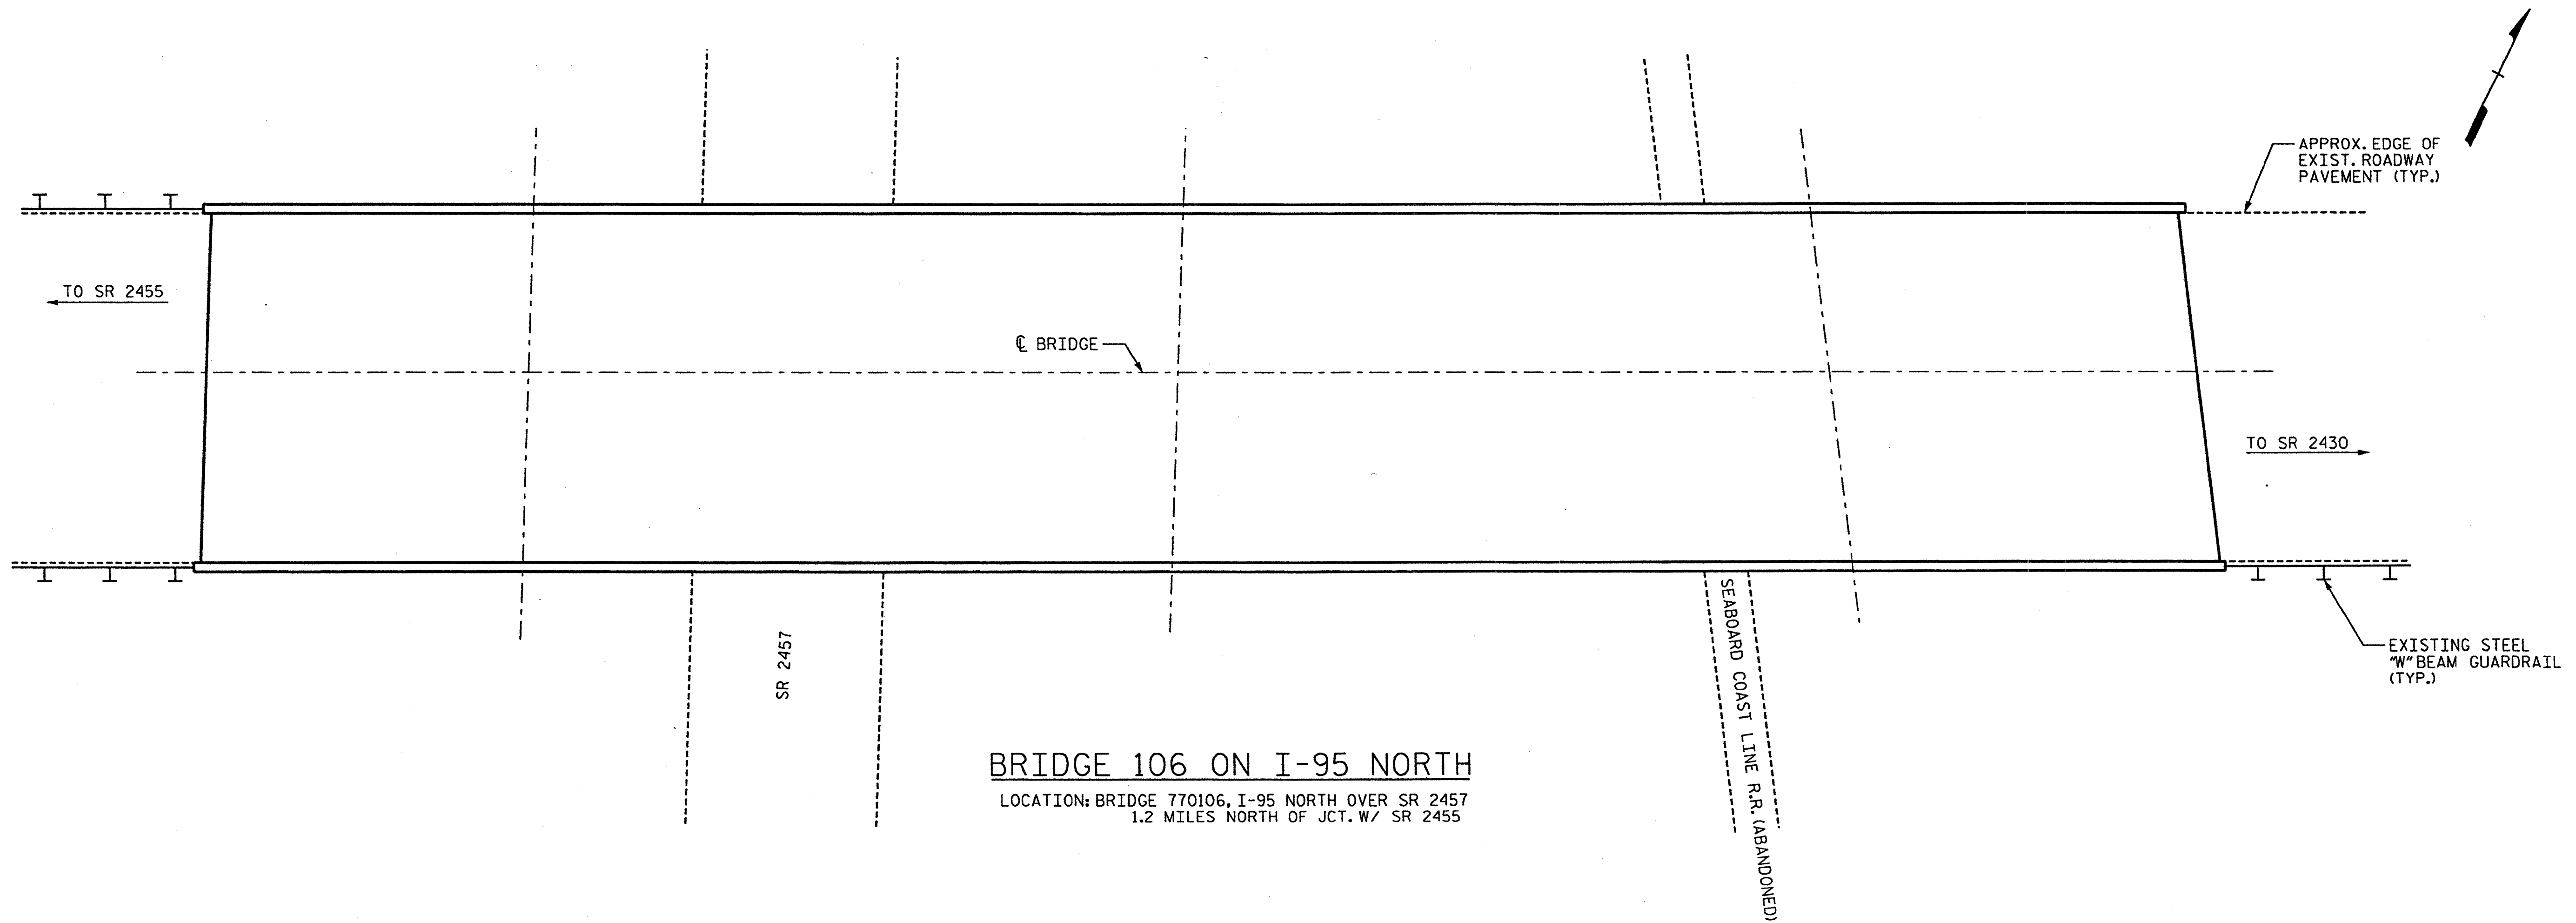 APPROX. EDGE OF
EXIST. ROADWAY
PAVEMENT (TYP.)
TO SR 2455
℄ BRIDGE
TO SR 2430
SR 2457
SEABOARD COAST LINE R.R. (ABANDONED)
EXISTING STEEL
"W" BEAM GUARDRAIL
(TYP.)
BRIDGE 106 ON I-95 NORTH
LOCATION: BRIDGE 770106, I-95 NORTH OVER SR 2457
1.2 MILES NORTH OF JCT. W/ SR 2455